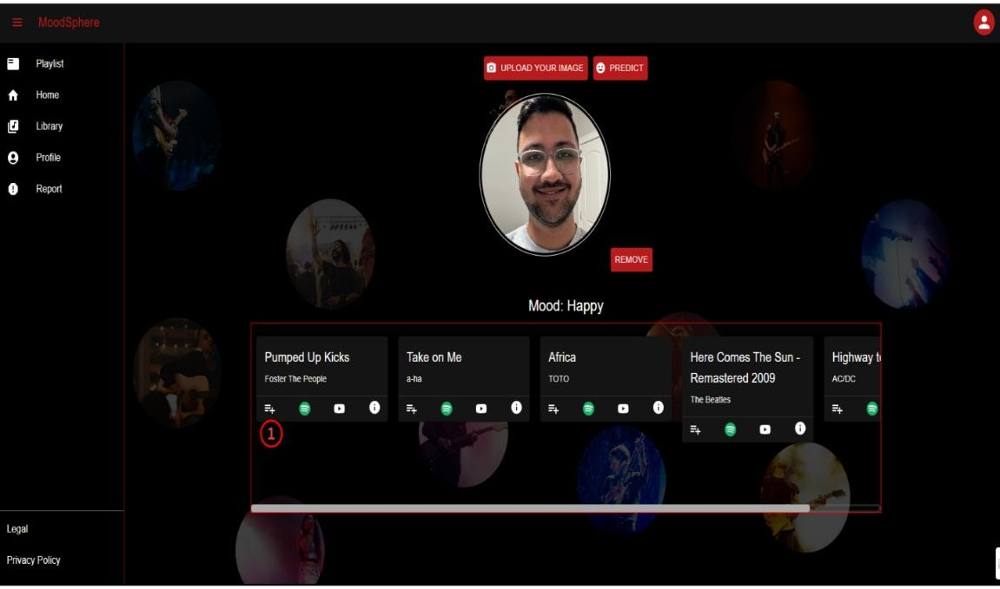 MoodSphere
Playlist
Home
Library
Profile
Report
Legal
Privacy Policy
UPLOAD YOUR IMAGE
PREDICT
REMOVE
Mood: Happy
Pumped Up Kicks
Foster The People
1
Take on Me
a-ha
Africa
TOTO
Here Comes The Sun -
Remastered 2009
The Beatles
Highway t
AC/DC